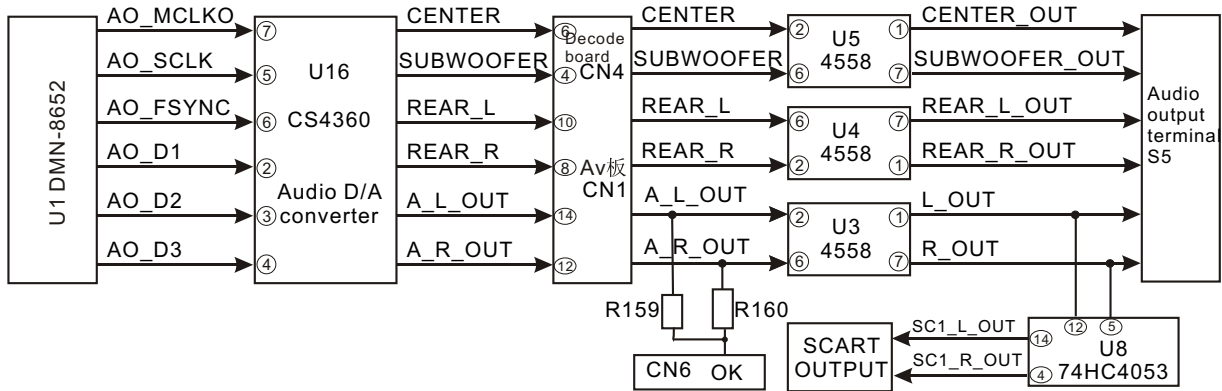 U1 DMN-8652
AO_MCLKO
AO_SCLK
AO_FSYNC
AO_D1
AO_D2
AO_D3
7
5
6
2
3
4
U16
CS4360
Audio D/A
converter
CENTER
SUBWOOFER
REAR_L
REAR_R
A_L_OUT
A_R_OUT
6
4
10
8
14
12
Decode
board
CN4
Av板
CN1
CENTER
SUBWOOFER
REAR_L
REAR_R
A_L_OUT
A_R_OUT
2
6
U5
4558
1
7
6
2
U4
4558
7
1
2
6
U3
4558
1
7
CENTER_OUT
SUBWOOFER_OUT
REAR_L_OUT
REAR_R_OUT
L_OUT
R_OUT
Audio
output
terminal
S5
R159
R160
CN6 OK
SCART
OUTPUT
SC1_L_OUT
SC1_R_OUT
12
5
14
4
U8
74HC4053